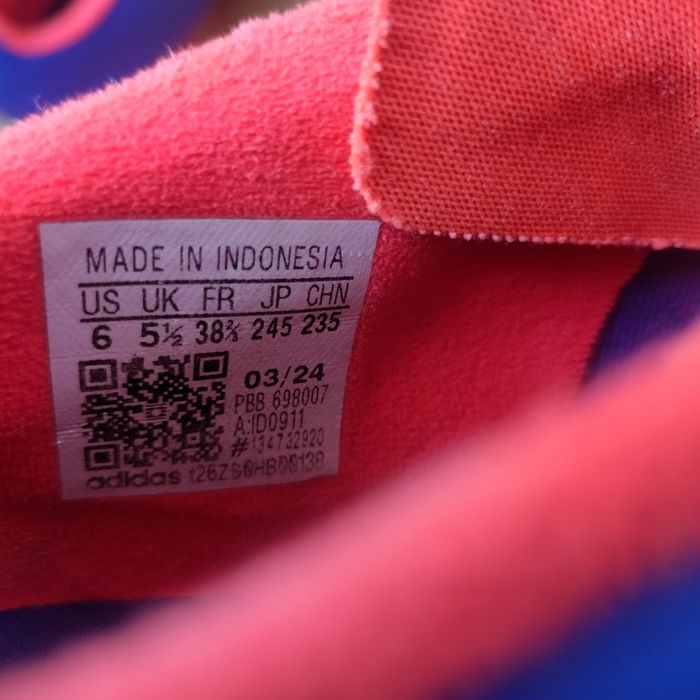 MADE IN INDONESIA
US UK FR JP CHN
6 5½ 38⅔ 245 235
03/24
PBB 698007
A:ID0911
#134732920
adidas